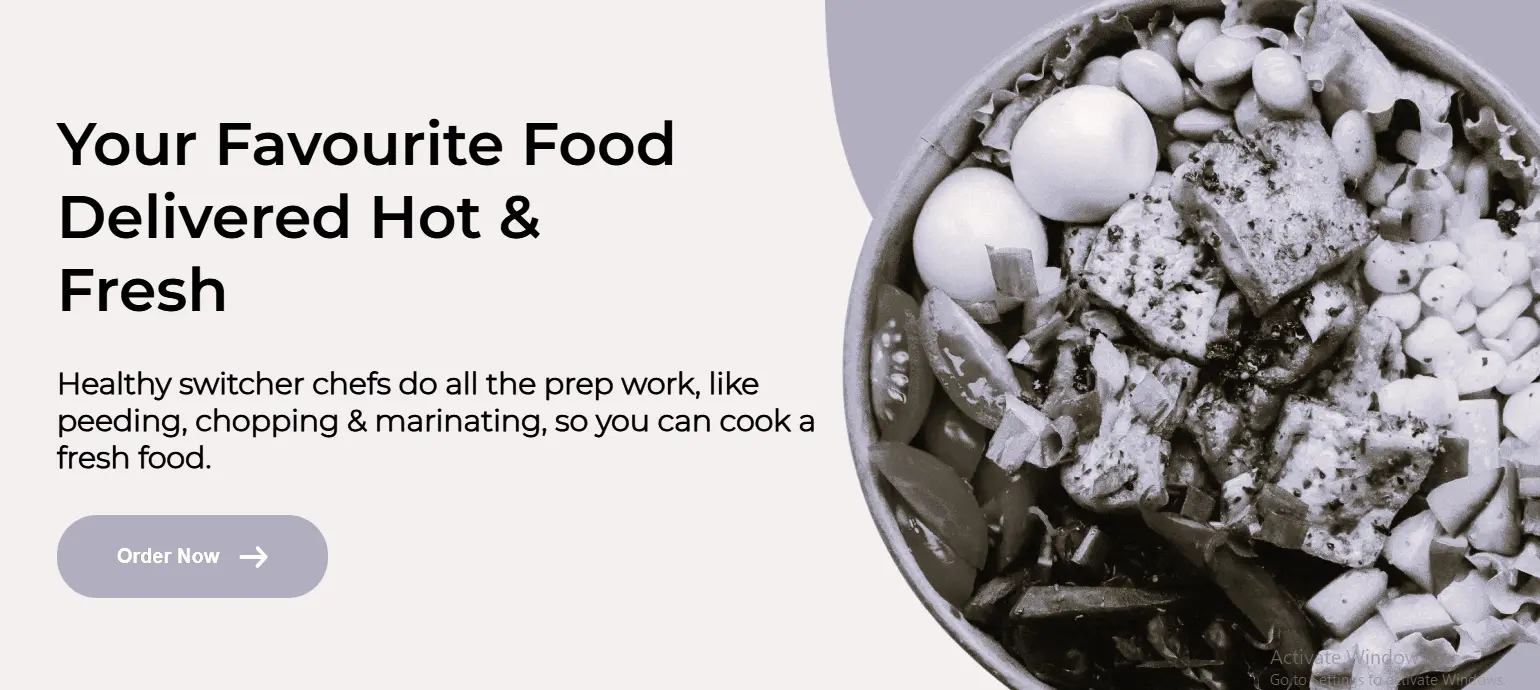 Your Favourite Food
Delivered Hot &
Fresh
Healthy switcher chefs do all the prep work, like
peeding, chopping & marinating, so you can cook a
fresh food.
Order Now
Activate Windows
Go to Settings to activate Windows.